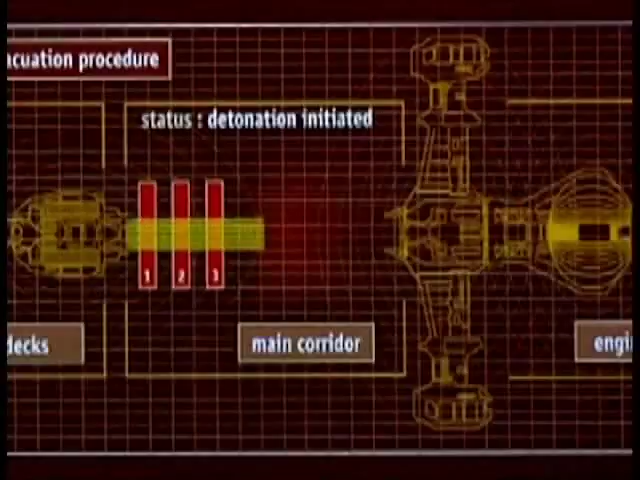 acuation procedure
status : detonation initiated
1 2 3
decks
main corridor
engi